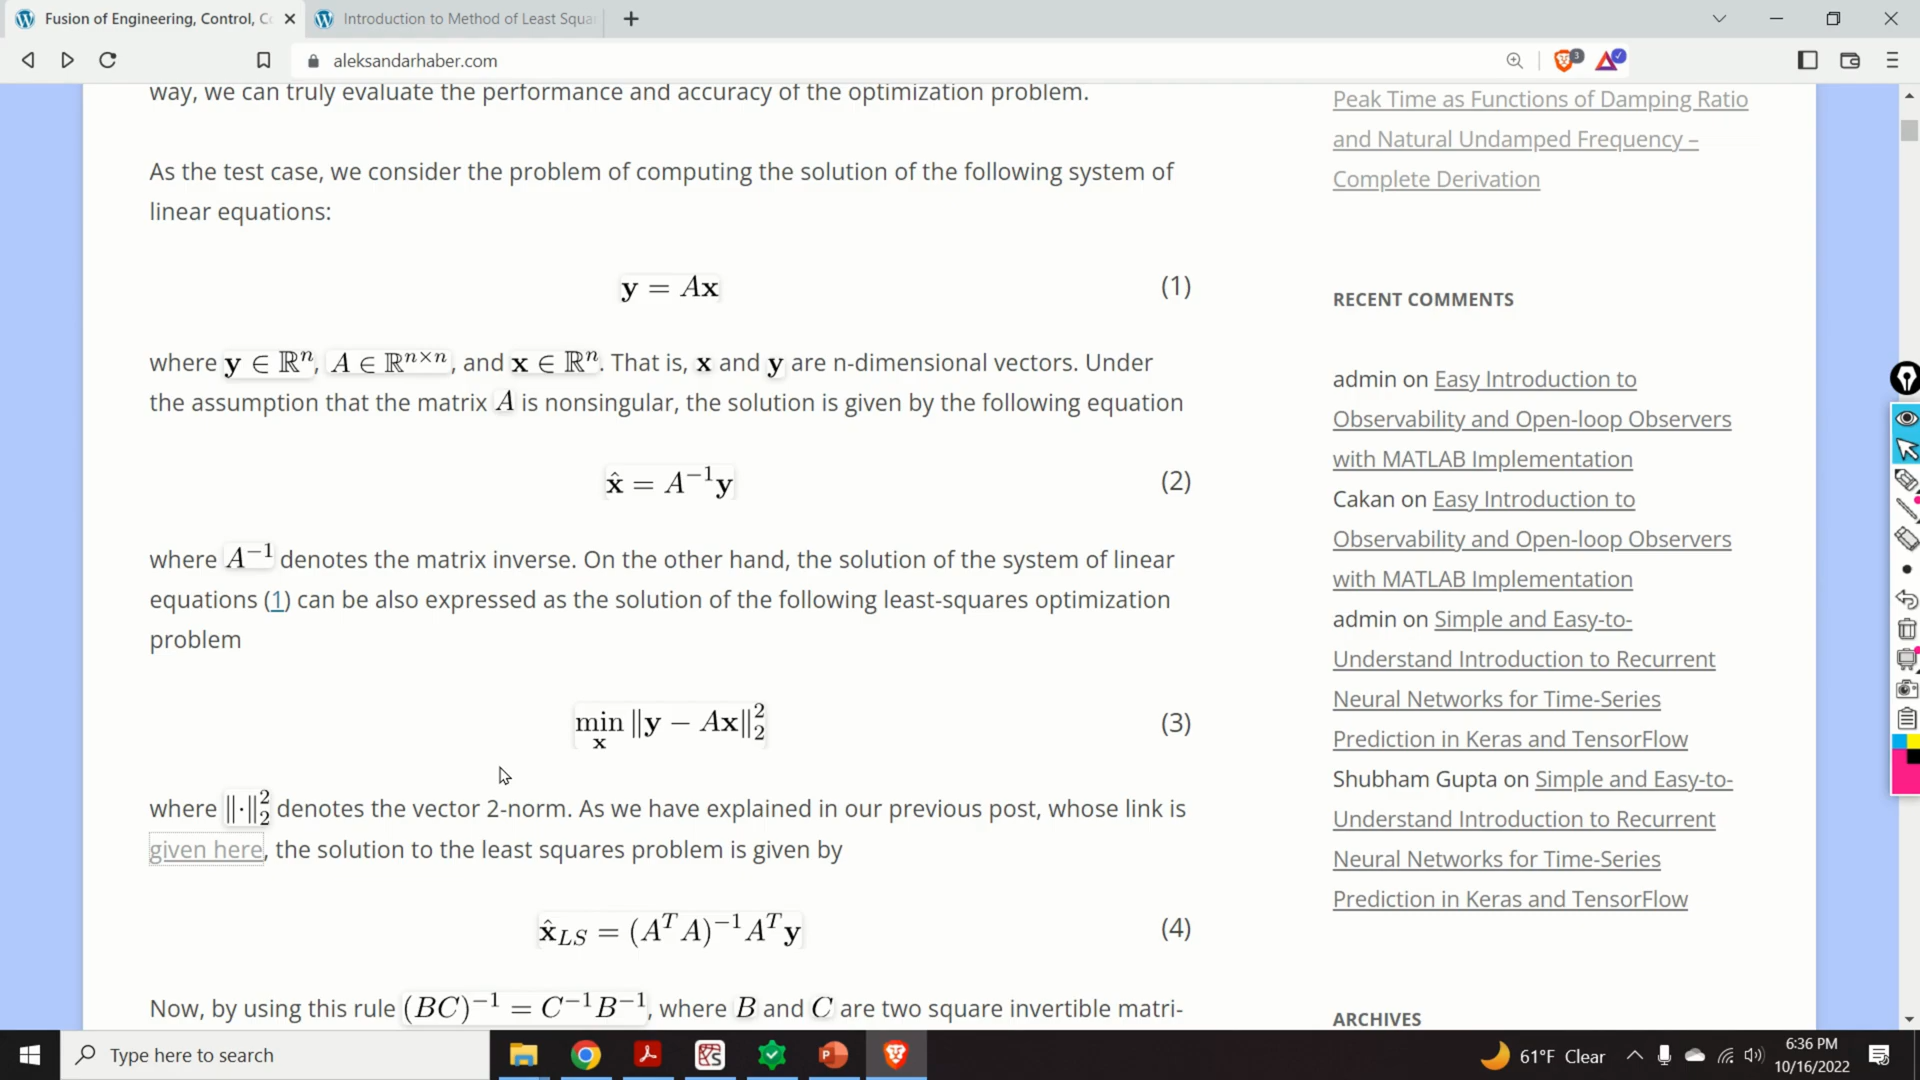 Fusion of Engineering, Control, C
Introduction to Method of Least Squa
aleksandarhaber.com
3
way, we can truly evaluate the performance and accuracy of the optimization problem.
As the test case, we consider the problem of computing the solution of the following system of
linear equations:
y = Ax (1)
where y ∈ ℝⁿ, A ∈ ℝⁿˣⁿ, and x ∈ ℝⁿ. That is, x and y are n-dimensional vectors. Under
the assumption that the matrix A is nonsingular, the solution is given by the following equation
x̂ = A⁻¹y (2)
where A⁻¹ denotes the matrix inverse. On the other hand, the solution of the system of linear
equations (1) can be also expressed as the solution of the following least-squares optimization
problem
min ‖y − Ax‖₂² (3)
x
where ‖·‖₂² denotes the vector 2-norm. As we have explained in our previous post, whose link is
given here, the solution to the least squares problem is given by
x̂_LS = (AᵀA)⁻¹Aᵀy (4)
Now, by using this rule (BC)⁻¹ = C⁻¹B⁻¹, where B and C are two square invertible matri-
Peak Time as Functions of Damping Ratio
and Natural Undamped Frequency –
Complete Derivation
RECENT COMMENTS
admin on Easy Introduction to
Observability and Open-loop Observers
with MATLAB Implementation
Cakan on Easy Introduction to
Observability and Open-loop Observers
with MATLAB Implementation
admin on Simple and Easy-to-
Understand Introduction to Recurrent
Neural Networks for Time-Series
Prediction in Keras and TensorFlow
Shubham Gupta on Simple and Easy-to-
Understand Introduction to Recurrent
Neural Networks for Time-Series
Prediction in Keras and TensorFlow
ARCHIVES
Type here to search
61°F Clear
6:36 PM
10/16/2022